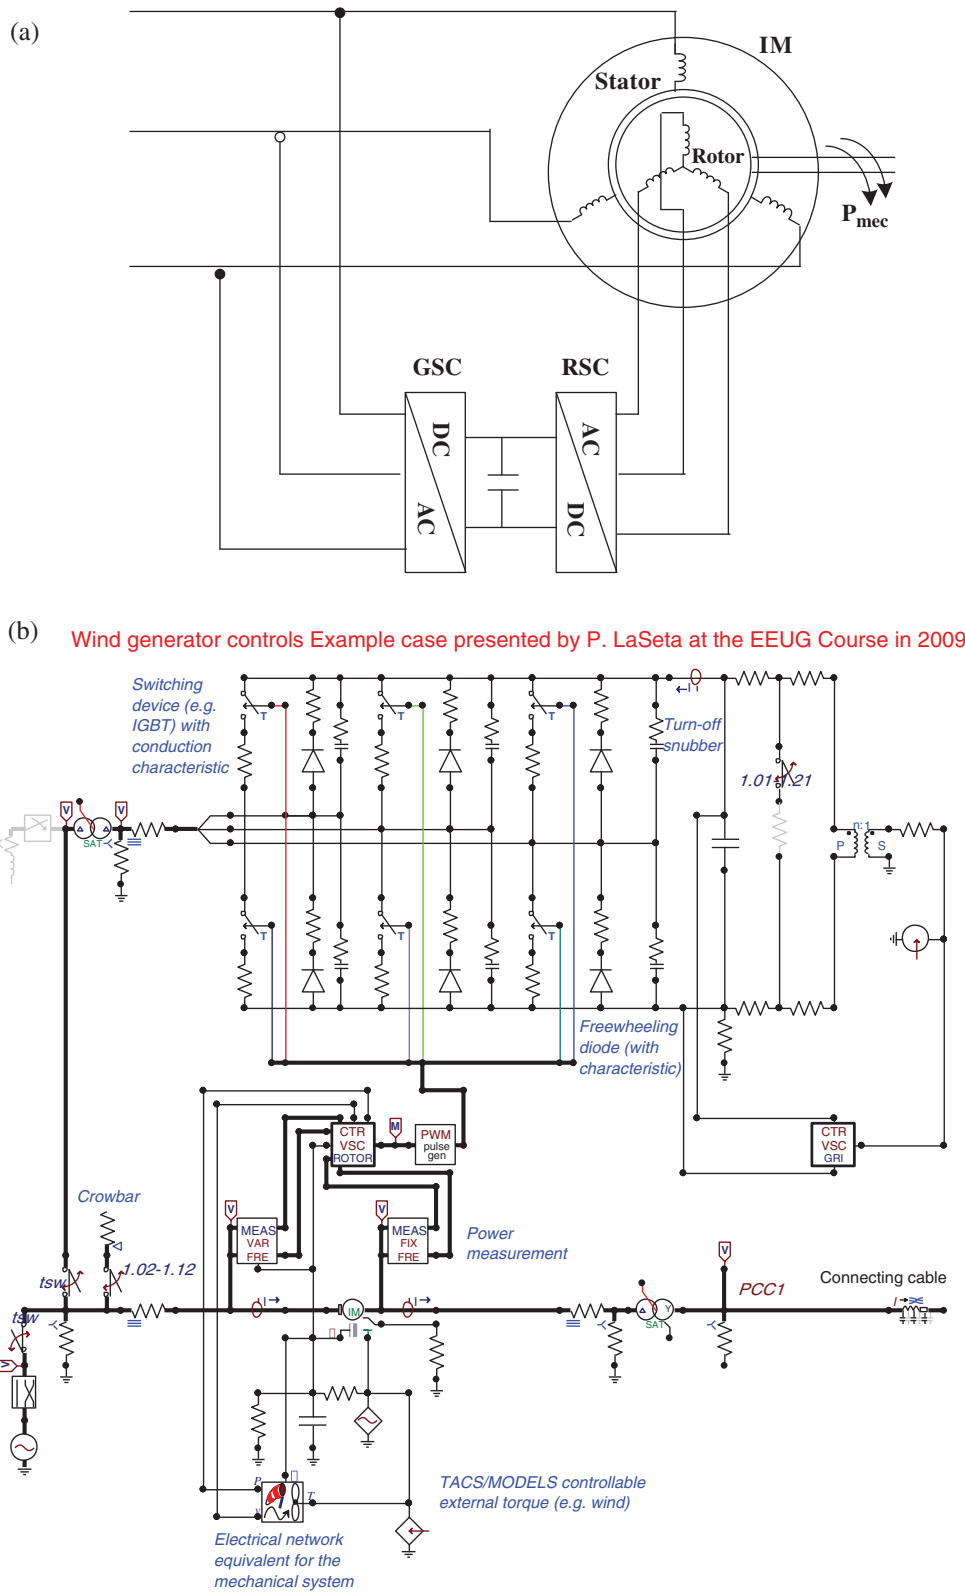 (a)
IM
Stator
Rotor
P mec
GSC
RSC
DC
AC
AC
DC
(b)
Wind generator controls Example case presented by P. LaSeta at the EEUG Course in 2009
Switching
device (e.g.
IGBT) with
conduction
characteristic
T
T
T
I
Turn-off
snubber
1.01-1.21
V
V
SAT
n:1
P
S
T
T
T
Freewheeling
diode (with
characteristic)
CTR
VSC
ROTOR
M
PWM
pulse
gen
CTR
VSC
GRI
Crowbar
V
MEAS
VAR
FRE
V
MEAS
FIX
FRE
Power
measurement
V
tsw
1.02-1.12
PCC1
Connecting cable
tsw
I
IM
I
SAT
Y
I
V
T
P
v
T
TACS/MODELS controllable
external torque (e.g. wind)
Electrical network
equivalent for the
mechanical system